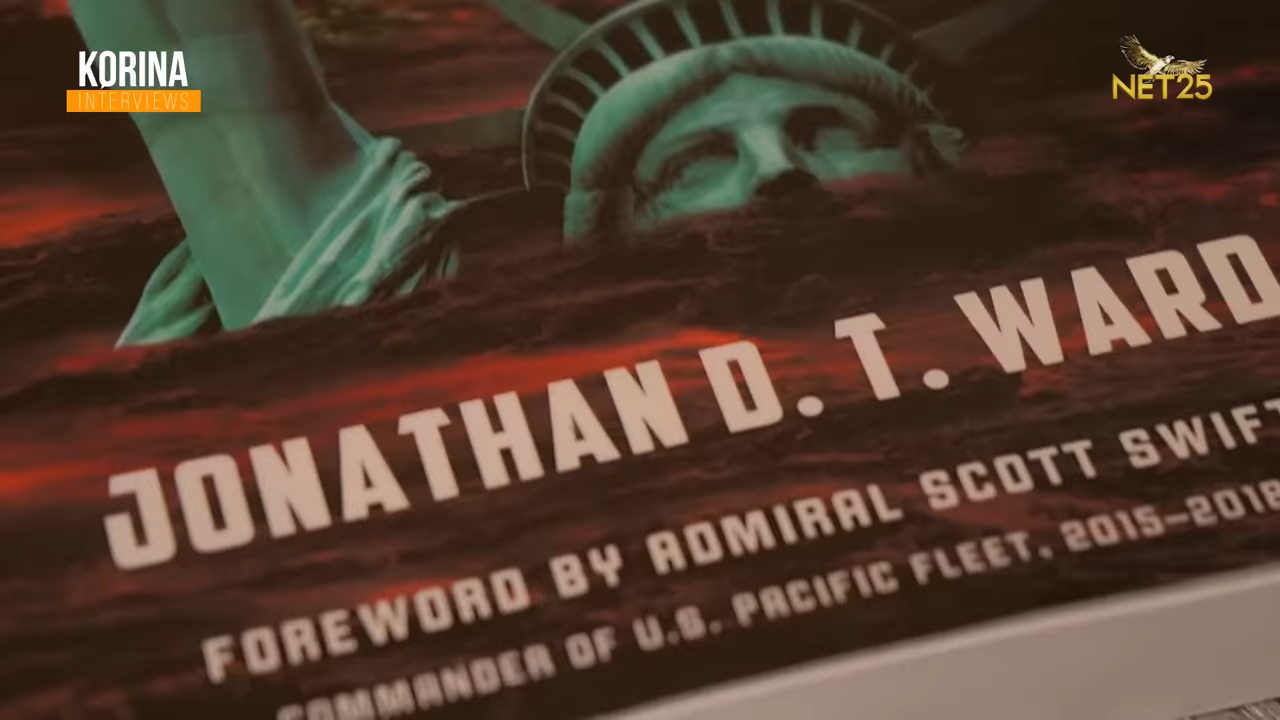 KORINA
INTERVIEWS
NET25
JONATHAN D. T. WARD
FOREWORD BY ADMIRAL SCOTT SWIFT
COMMANDER OF U.S. PACIFIC FLEET, 2015–2018